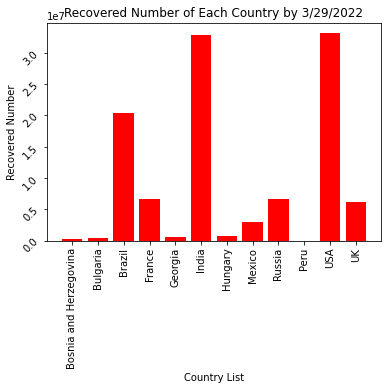 Recovered Number of Each Country by 3/29/2022
1e7
3.0
2.5
2.0
1.5
1.0
0.5
0.0
Recovered Number
Bosnia and Herzegovina
Bulgaria
Brazil
France
Georgia
India
Hungary
Mexico
Russia
Peru
USA
UK
Country List